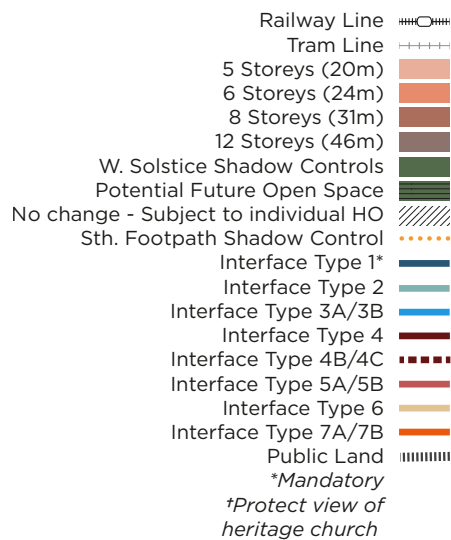 Railway Line
Tram Line
5 Storeys (20m)
6 Storeys (24m)
8 Storeys (31m)
12 Storeys (46m)
W. Solstice Shadow Controls
Potential Future Open Space
No change - Subject to individual HO
Sth. Footpath Shadow Control
Interface Type 1*
Interface Type 2
Interface Type 3A/3B
Interface Type 4
Interface Type 4B/4C
Interface Type 5A/5B
Interface Type 6
Interface Type 7A/7B
Public Land
*Mandatory
†Protect view of
heritage church